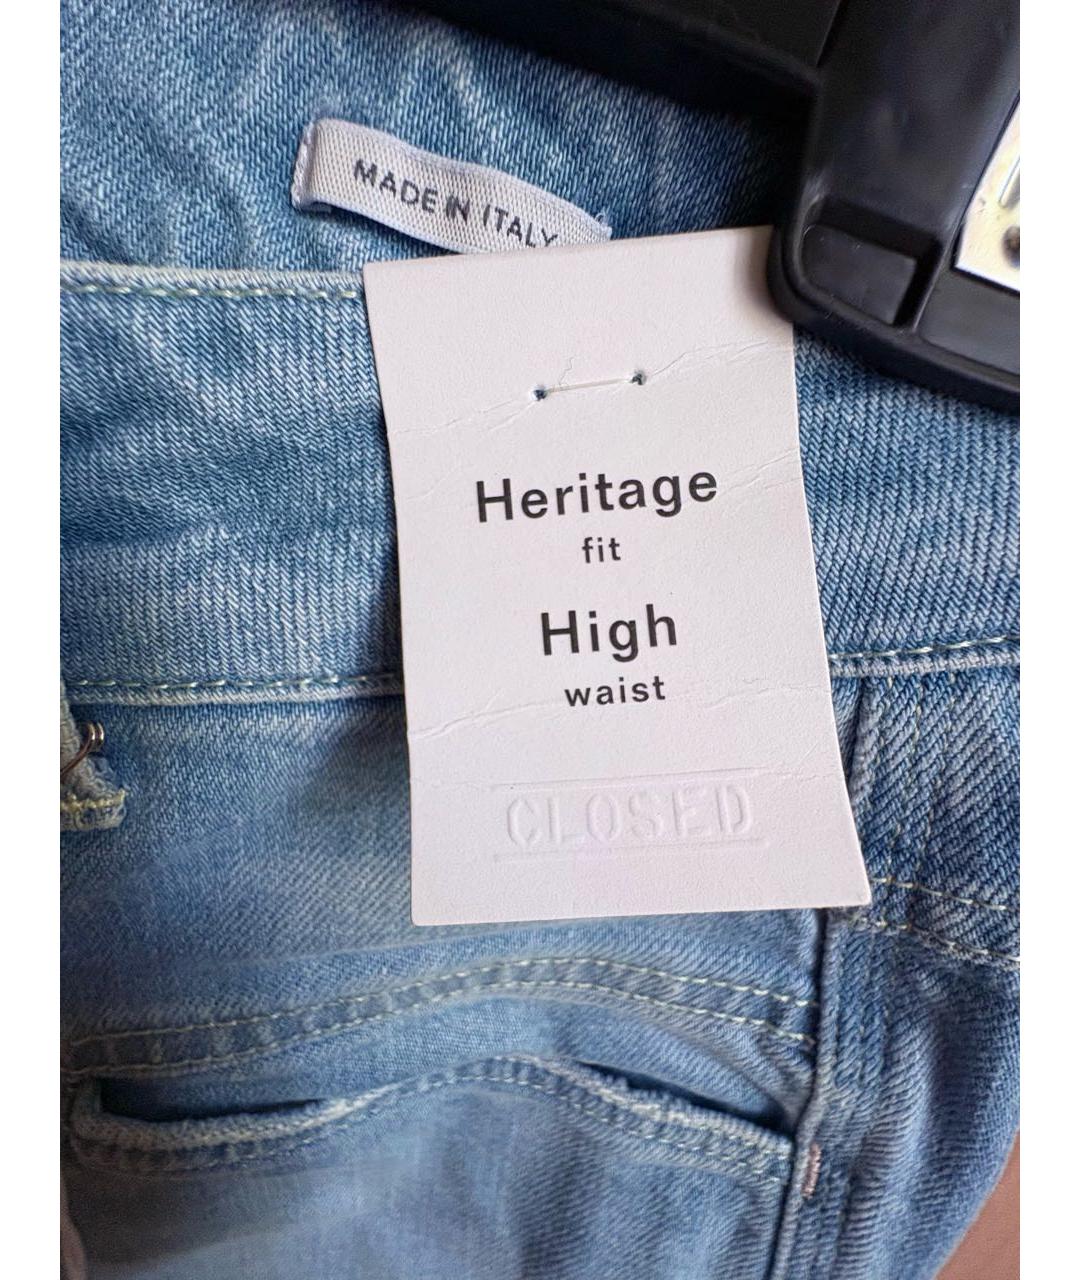 MADE IN ITALY
Heritage
fit
High
waist
CLOSED